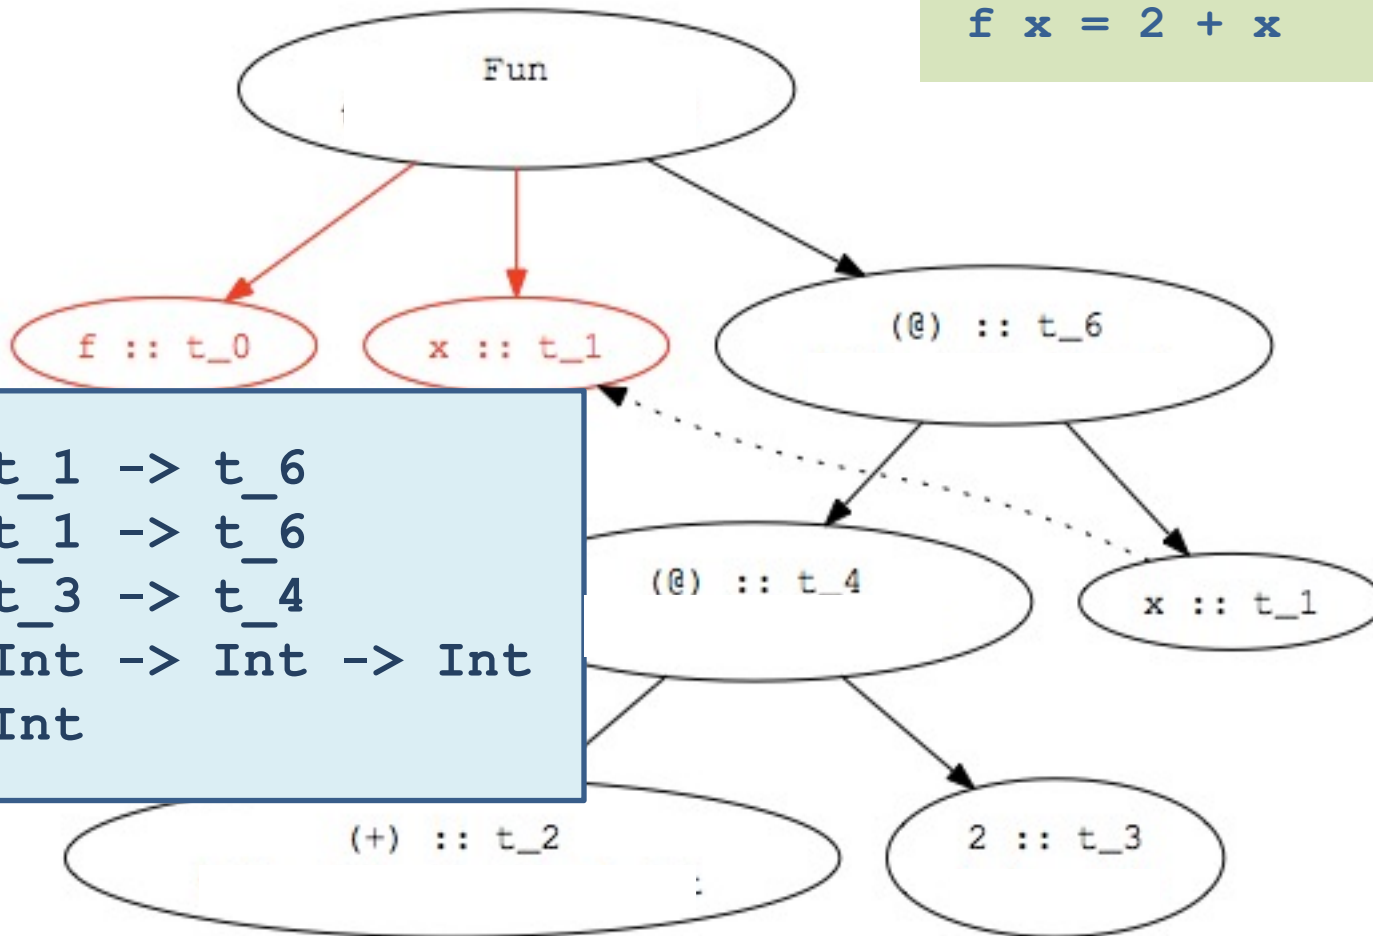 f x = 2 + x
Fun
f :: t_0
x :: t_1
(@) :: t_6
t_1 -> t_6
t_1 -> t_6
t_3 -> t_4
Int -> Int -> Int
Int
(@) :: t_4
x :: t_1
(+) :: t_2
2 :: t_3